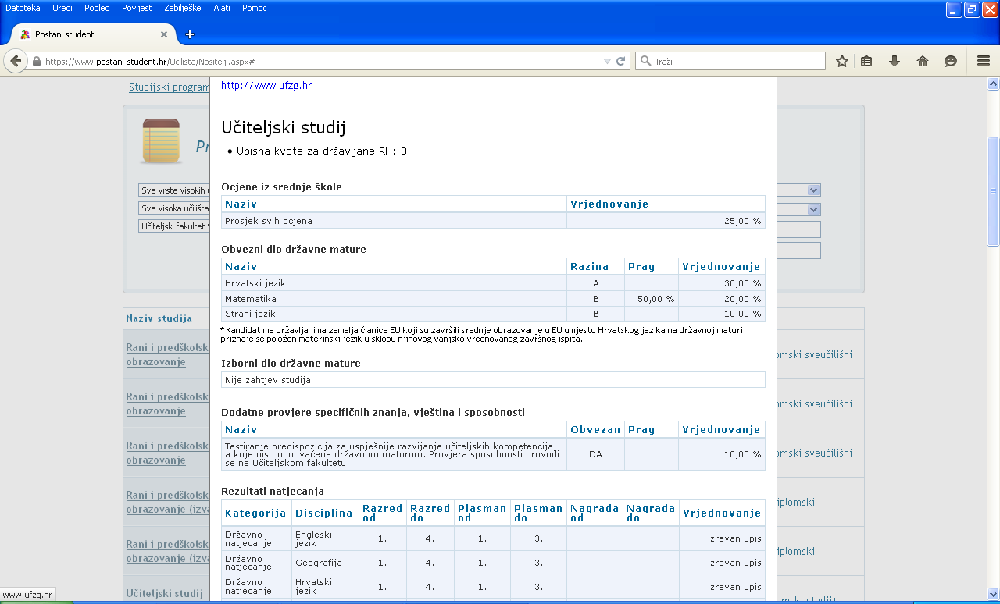 Datoteka Uredi Pogled Povijest Zabilješke Alati Pomoć
Postani student
https://www.postani-student.hr/Ucilista/Nositelji.aspx#
Traži
Studijski program
http://www.ufzg.hr
Učiteljski studij
• Upisna kvota za državljane RH: 0
Sve vrste visokih u
Sva visoka učilišta
Učiteljski fakultet S
Ocjene iz srednje škole
Naziv Vrjednovanje
Prosjek svih ocjena 25,00 %
Obvezni dio državne mature
Naziv Razina Prag Vrjednovanje
Hrvatski jezik A 30,00 %
Matematika B 50,00 % 20,00 %
Strani jezik B 10,00 %
* Kandidatima državljanima zemalja članica EU koji su završili srednje obrazovanje u EU umjesto Hrvatskog jezika na državnoj maturi
priznaje se položen materinski jezik u sklopu njihovog vanjsko vrednovanog završnog ispita.
Izborni dio državne mature
Nije zahtjev studija
Dodatne provjere specifičnih znanja, vještina i sposobnosti
Naziv Obvezan Prag Vrjednovanje
Testiranje predispozicija za uspješnije razvijanje učiteljskih kompetencija,
a koje nisu obuhvaćene državnom maturom. Provjera sposobnosti provodi DA 10,00 %
se na Učiteljskom fakultetu.
Rezultati natjecanja
Kategorija Disciplina Razred od Razred do Plasman od Plasman do Nagrada od Nagrada do Vrjednovanje
Državno natjecanje Engleski jezik 1. 4. 1. 3. izravan upis
Državno natjecanje Geografija 1. 4. 1. 3. izravan upis
Državno natjecanje Hrvatski jezik 1. 4. 1. 3. izravan upis
Naziv studija
Rani i predškolsk
obrazovanje
omski sveučilišni
Rani i predškolsk
obrazovanje
omski sveučilišni
Rani i predškolsk
obrazovanje
omski sveučilišni
Rani i predškolsk
obrazovanje (izva
iplomski
Rani i predškolsk
obrazovanje (izva
iplomski
Učiteljski studij
www.ufzg.hr